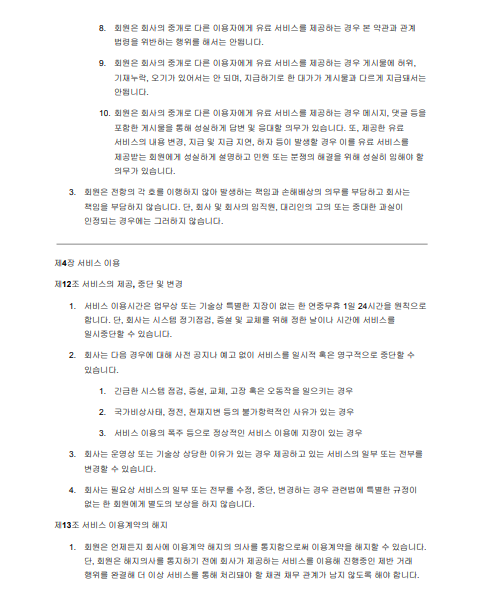 8. 회원은 회사의 중개로 다른 이용자에게 유료 서비스를 제공하는 경우 본 약관과 관계
법령을 위반하는 행위를 해서는 안됩니다.
9. 회원은 회사의 중개로 다른 이용자에게 유료 서비스를 제공하는 경우 게시물에 허위,
기재누락, 오기가 있어서는 안 되며, 지급하기로 한 대가가 게시물과 다르게 지급돼서는
안됩니다.
10. 회원은 회사의 중개로 다른 이용자에게 유료 서비스를 제공하는 경우 메시지, 댓글 등을
포함한 게시물을 통해 성실하게 답변 및 응대할 의무가 있습니다. 또, 제공한 유료
서비스의 내용 변경, 지급 및 지급 지연, 하자 등이 발생할 경우 이를 유료 서비스를
제공받는 회원에게 성실하게 설명하고 민원 또는 분쟁의 해결을 위해 성실히 임해야 할
의무가 있습니다.
3. 회원은 전항의 각 호를 이행하지 않아 발생하는 책임과 손해배상의 의무를 부담하고 회사는
책임을 부담하지 않습니다. 단, 회사 및 회사의 임직원, 대리인의 고의 또는 중대한 과실이
인정되는 경우에는 그러하지 않습니다.
제4장 서비스 이용
제12조 서비스의 제공, 중단 및 변경
1. 서비스 이용시간은 업무상 또는 기술상 특별한 지장이 없는 한 연중무휴 1일 24시간을 원칙으로
합니다. 단, 회사는 시스템 정기점검, 증설 및 교체를 위해 정한 날이나 시간에 서비스를
일시중단할 수 있습니다.
2. 회사는 다음 경우에 대해 사전 공지나 예고 없이 서비스를 일시적 혹은 영구적으로 중단할 수
있습니다.
1. 긴급한 시스템 점검, 증설, 교체, 고장 혹은 오동작을 일으키는 경우
2. 국가비상사태, 정전, 천재지변 등의 불가항력적인 사유가 있는 경우
3. 서비스 이용의 폭주 등으로 정상적인 서비스 이용에 지장이 있는 경우
3. 회사는 운영상 또는 기술상 상당한 이유가 있는 경우 제공하고 있는 서비스의 일부 또는 전부를
변경할 수 있습니다.
4. 회사는 필요상 서비스의 일부 또는 전부를 수정, 중단, 변경하는 경우 관련법에 특별한 규정이
없는 한 회원에게 별도의 보상을 하지 않습니다.
제13조 서비스 이용계약의 해지
1. 회원은 언제든지 회사에 이용계약 해지의 의사를 통지함으로써 이용계약을 해지할 수 있습니다.
단, 회원은 해지의사를 통지하기 전에 회사가 제공하는 서비스를 이용해 진행중인 제반 거래
행위를 완결해 더 이상 서비스를 통해 처리돼야 할 채권 채무 관계가 남지 않도록 해야 합니다.